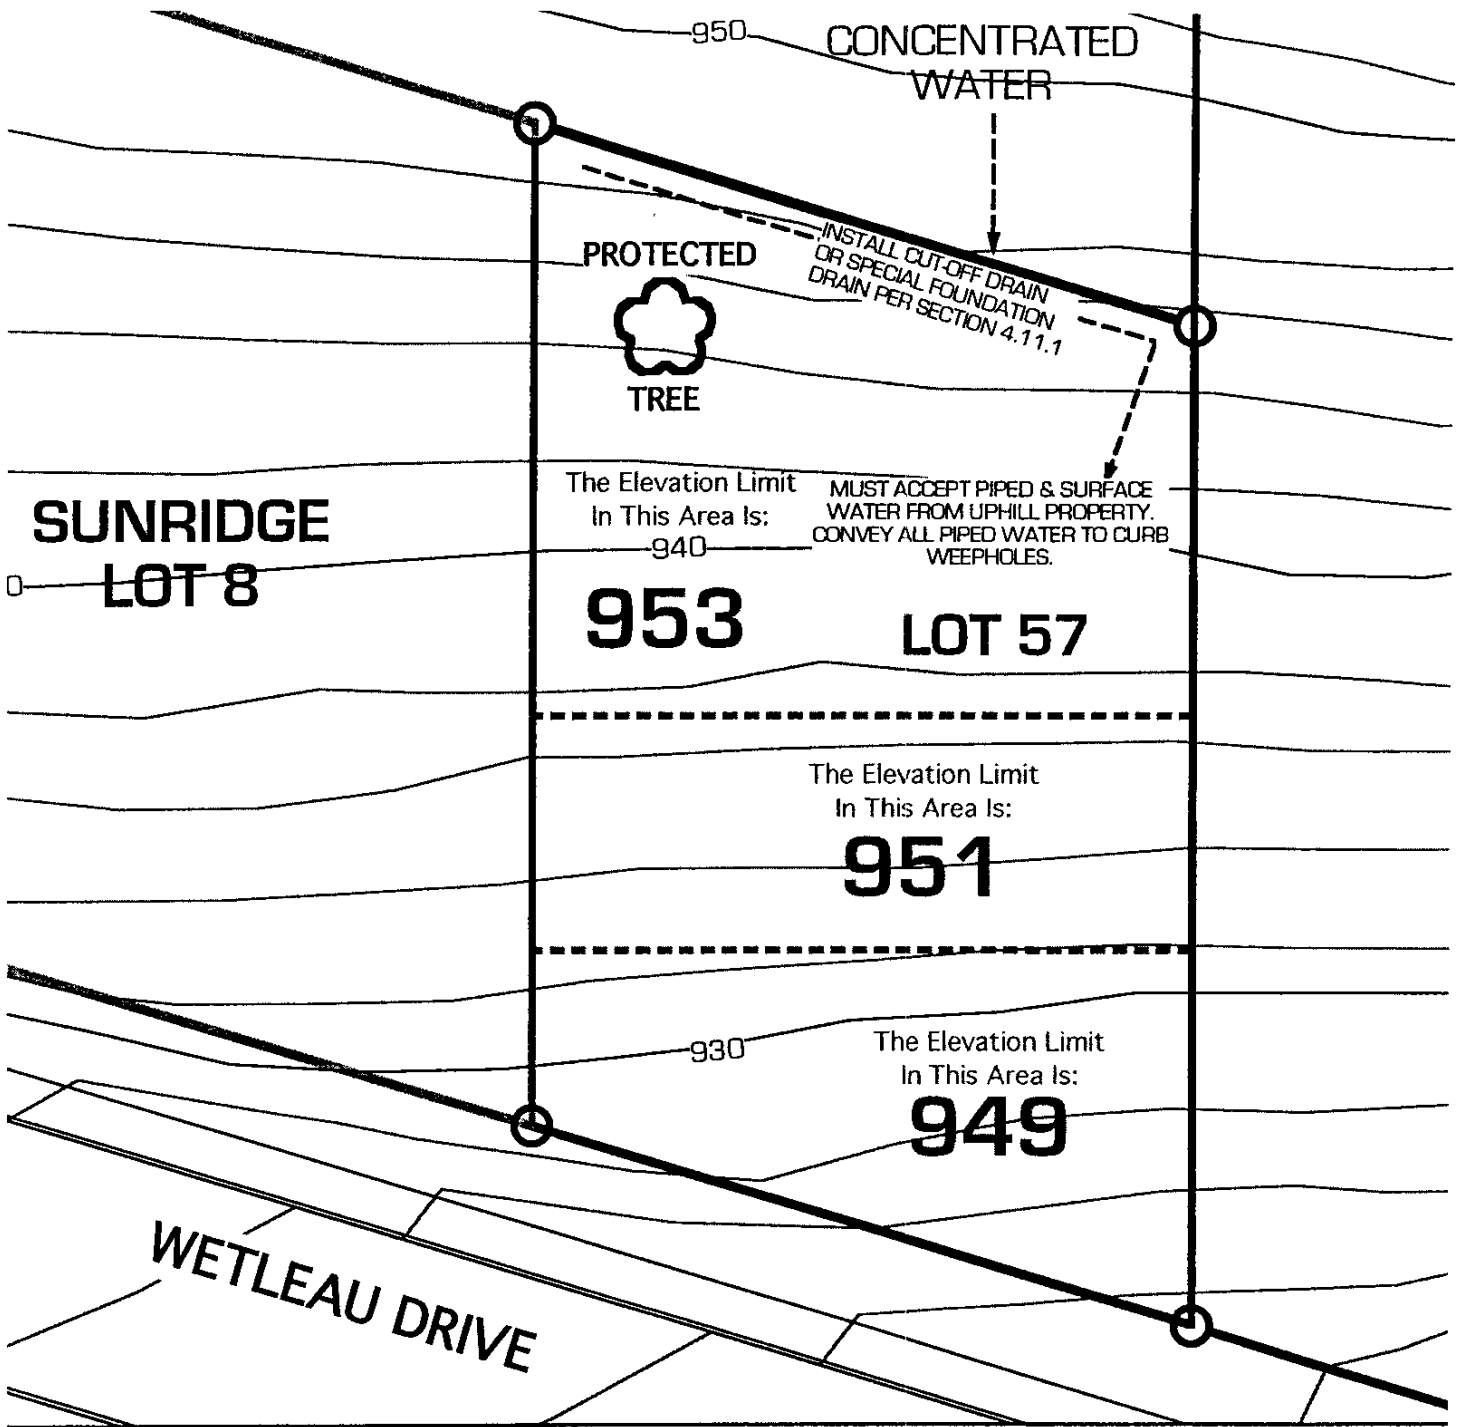 950
CONCENTRATED
WATER
INSTALL CUT-OFF DRAIN
OR SPECIAL FOUNDATION
DRAIN PER SECTION 4.11.1
PROTECTED
TREE
The Elevation Limit
In This Area Is:
940
953
MUST ACCEPT PIPED & SURFACE
WATER FROM UPHILL PROPERTY.
CONVEY ALL PIPED WATER TO CURB
WEEPHOLES.
SUNRIDGE
LOT 8
0
LOT 57
The Elevation Limit
In This Area Is:
951
930
The Elevation Limit
In This Area Is:
949
WETLEAU DRIVE